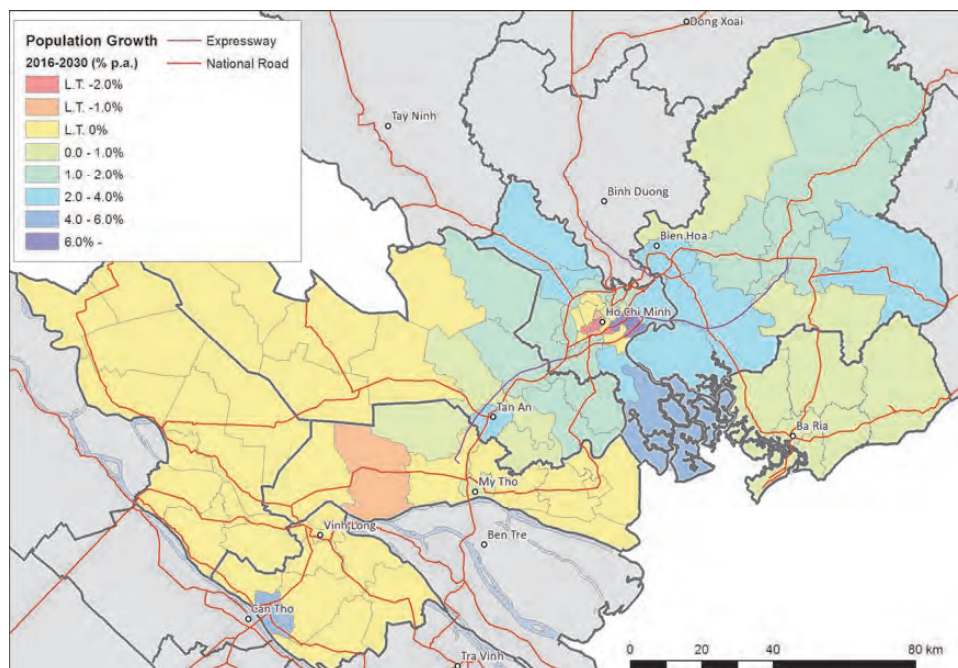 Population Growth
2016-2030 (% p.a.)
L.T. -2.0%
L.T. -1.0%
L.T. 0%
0.0 - 1.0%
1.0 - 2.0%
2.0 - 4.0%
4.0 - 6.0%
6.0% -
Expressway
National Road
Dong Xoai
Tay Ninh
Binh Duong
Bien Hoa
Ho Chi Minh
Tan An
Ba Ria
My Tho
Vinh Long
Ben Tre
Can Tho
Tra Vinh
0 20 40 80 km